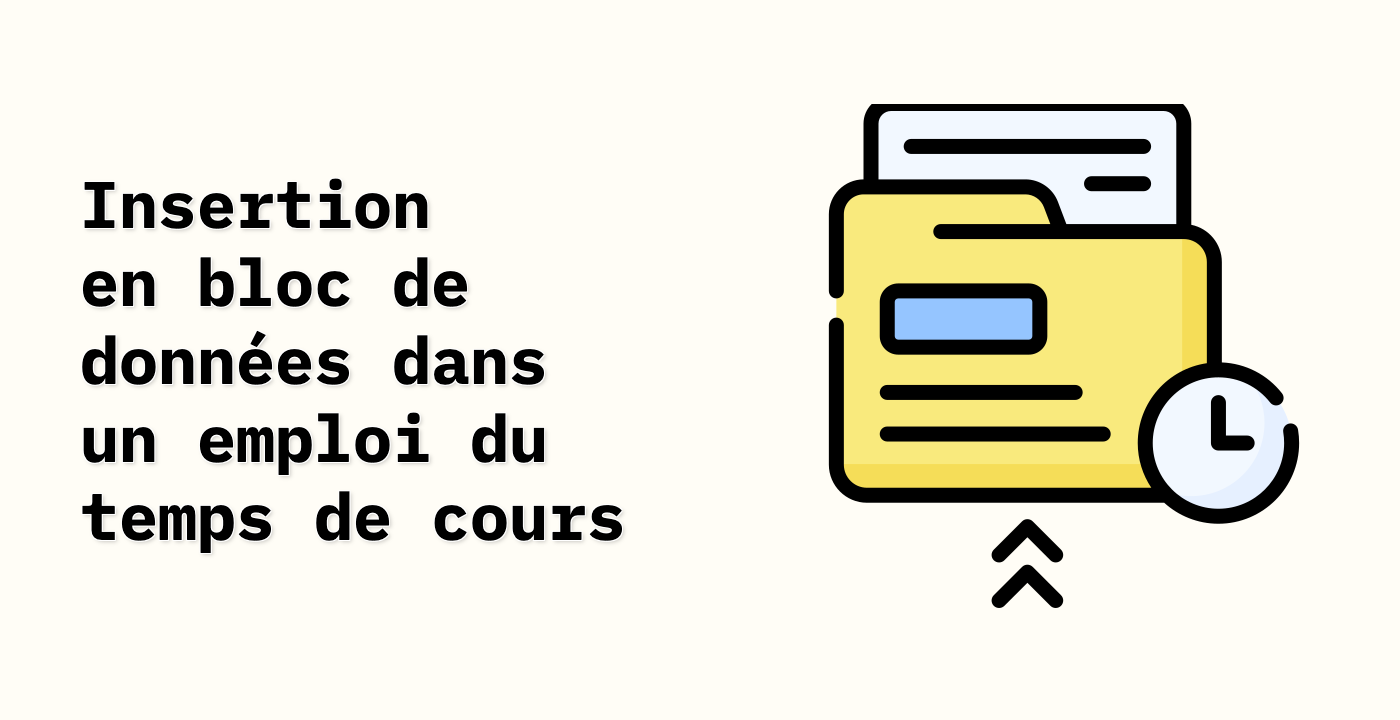 Insertion
en bloc de
données dans
un emploi du
temps de cours